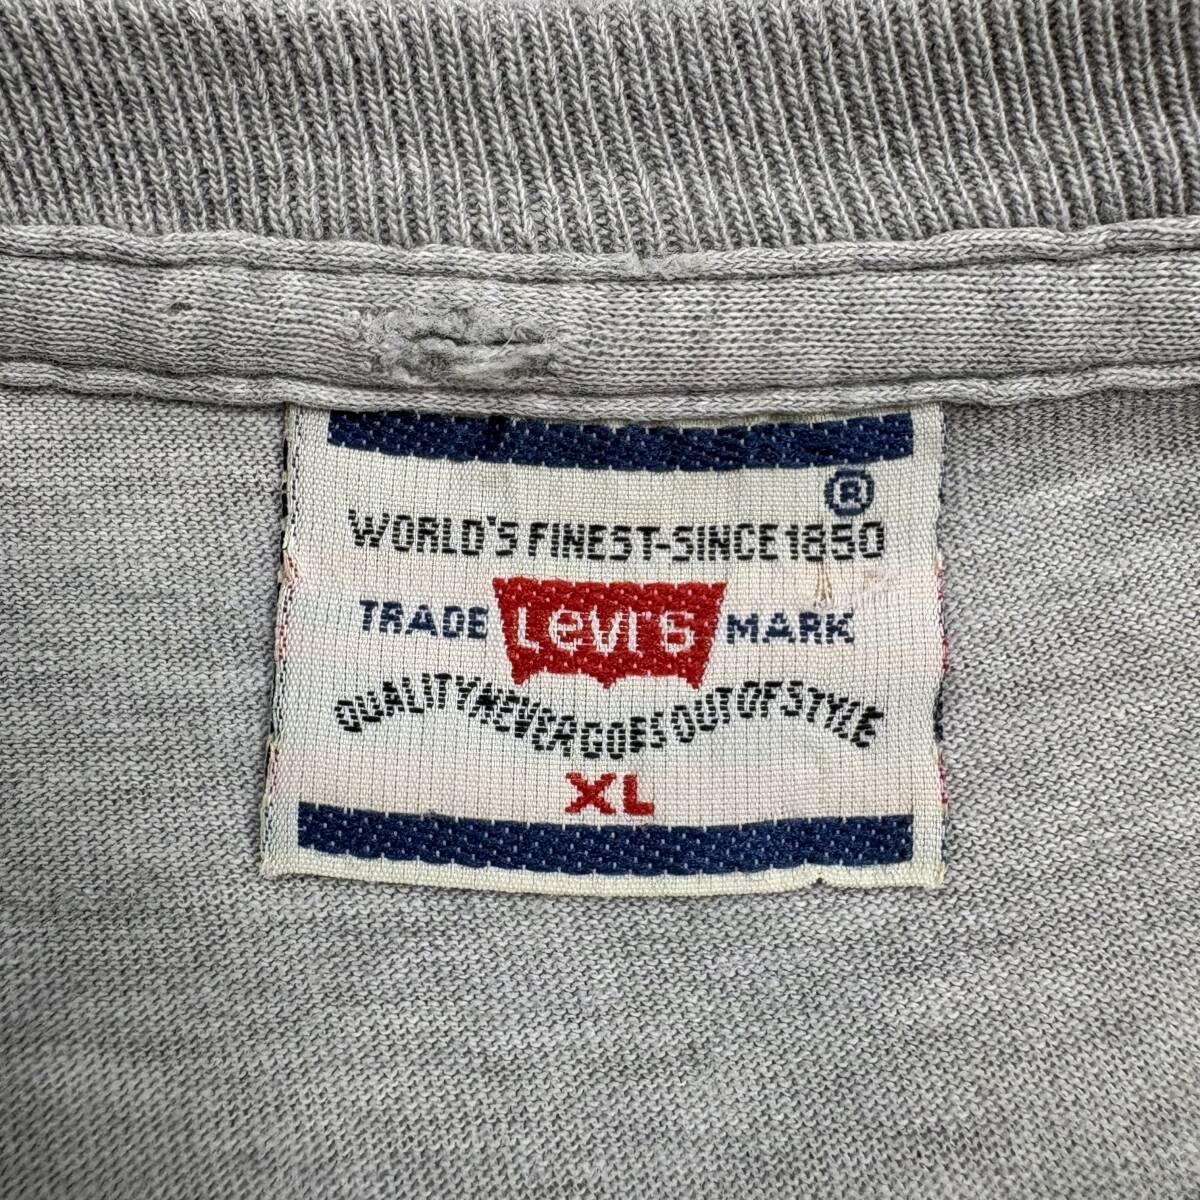 ®
WORLD'S FINEST-SINCE 1850
TRADE Levi's MARK
QUALITY NEVER GOES OUT OF STYLE
XL